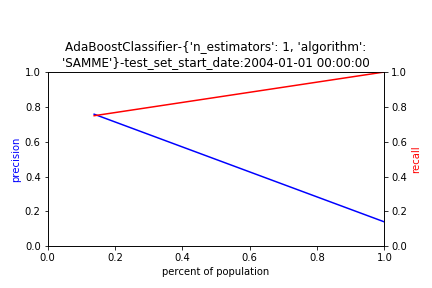 AdaBoostClassifier-{'n_estimators': 1, 'algorithm':
'SAMME'}-test_set_start_date:2004-01-01 00:00:00
1.0
0.8
0.6
0.4
0.2
0.0
precision
1.0
0.8
0.6
0.4
0.2
0.0
recall
0.0 0.2 0.4 0.6 0.8 1.0
percent of population